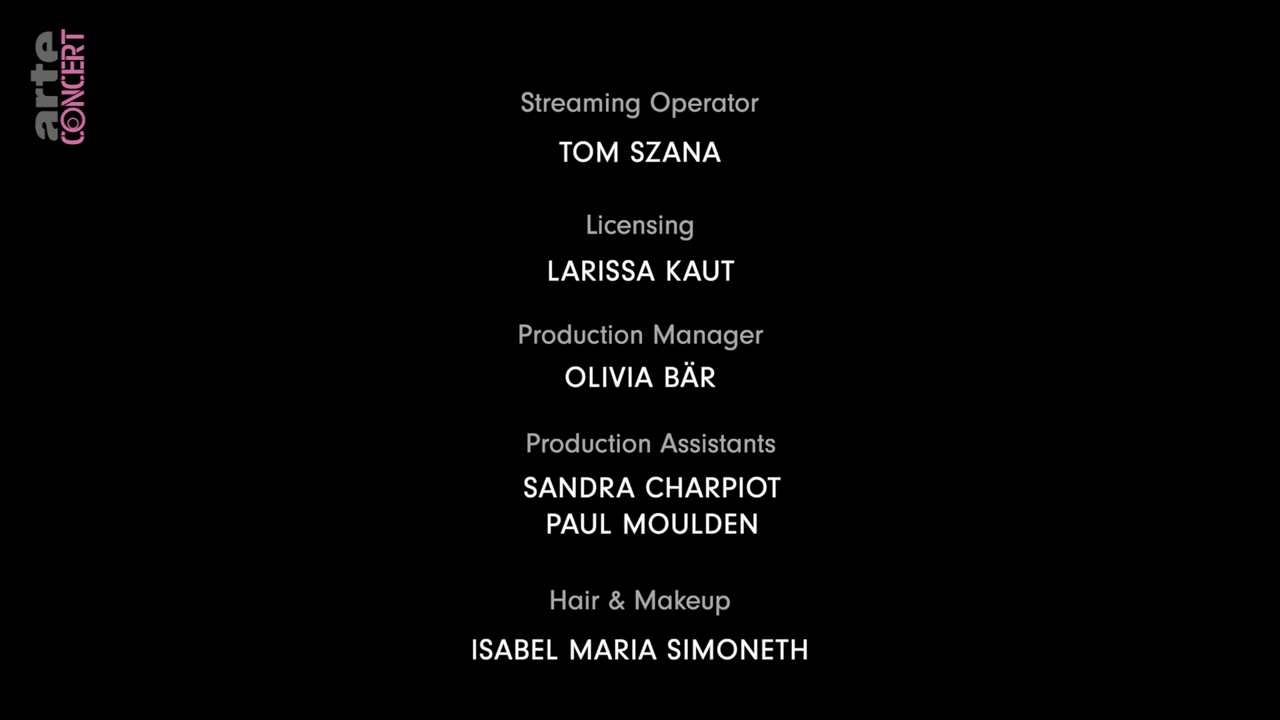 arte
CONCERT
Streaming Operator
TOM SZANA
Licensing
LARISSA KAUT
Production Manager
OLIVIA BÄR
Production Assistants
SANDRA CHARPIOT
PAUL MOULDEN
Hair & Makeup
ISABEL MARIA SIMONETH